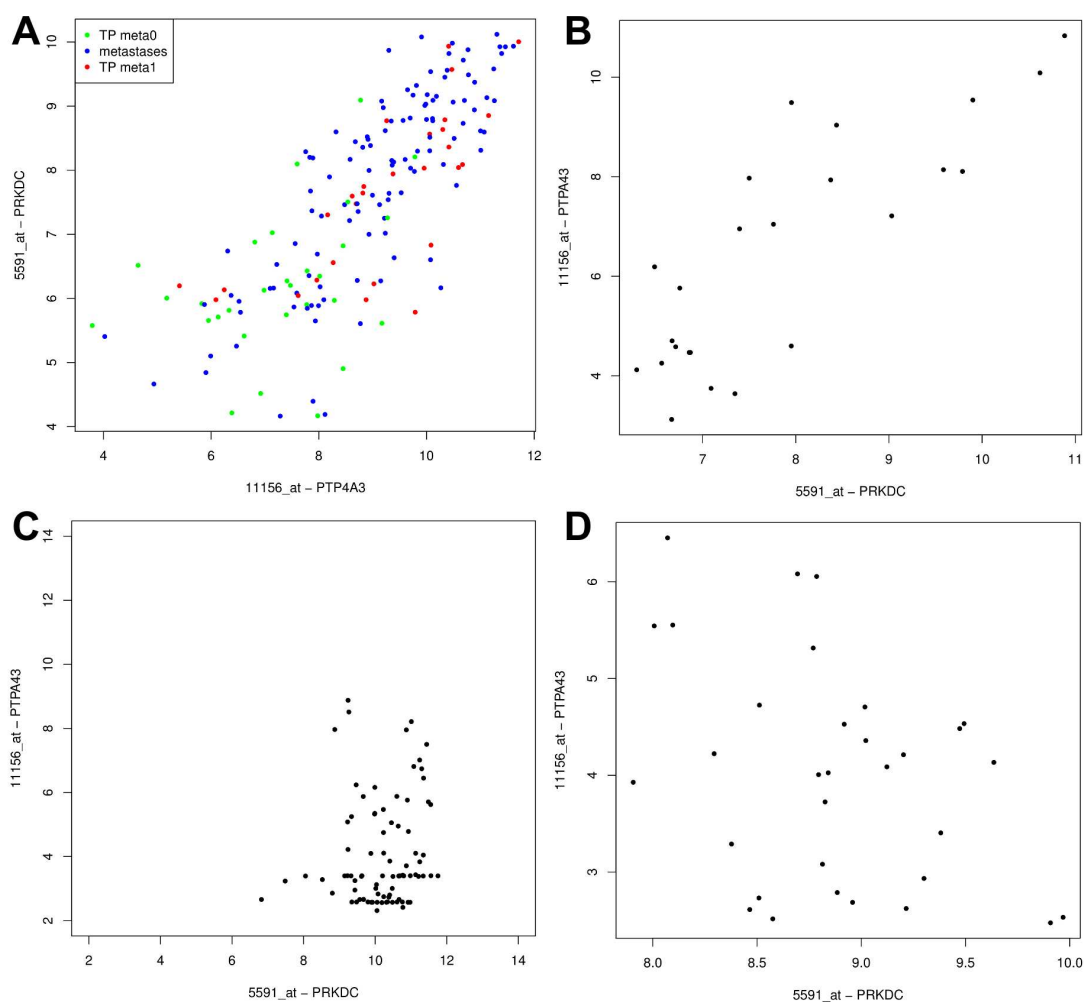 A
TP meta0
metastases
TP meta1
10
9
8
7
6
5
4
5591_at – PRKDC
4 6 8 10 12
11156_at – PTP4A3
B
10
8
6
4
11156_at – PTPA43
7 8 9 10 11
5591_at – PRKDC
C
14
12
10
8
6
4
2
11156_at – PTPA43
2 4 6 8 10 12 14
5591_at – PRKDC
D
6
5
4
3
11156_at – PTPA43
8.0 8.5 9.0 9.5 10.0
5591_at – PRKDC